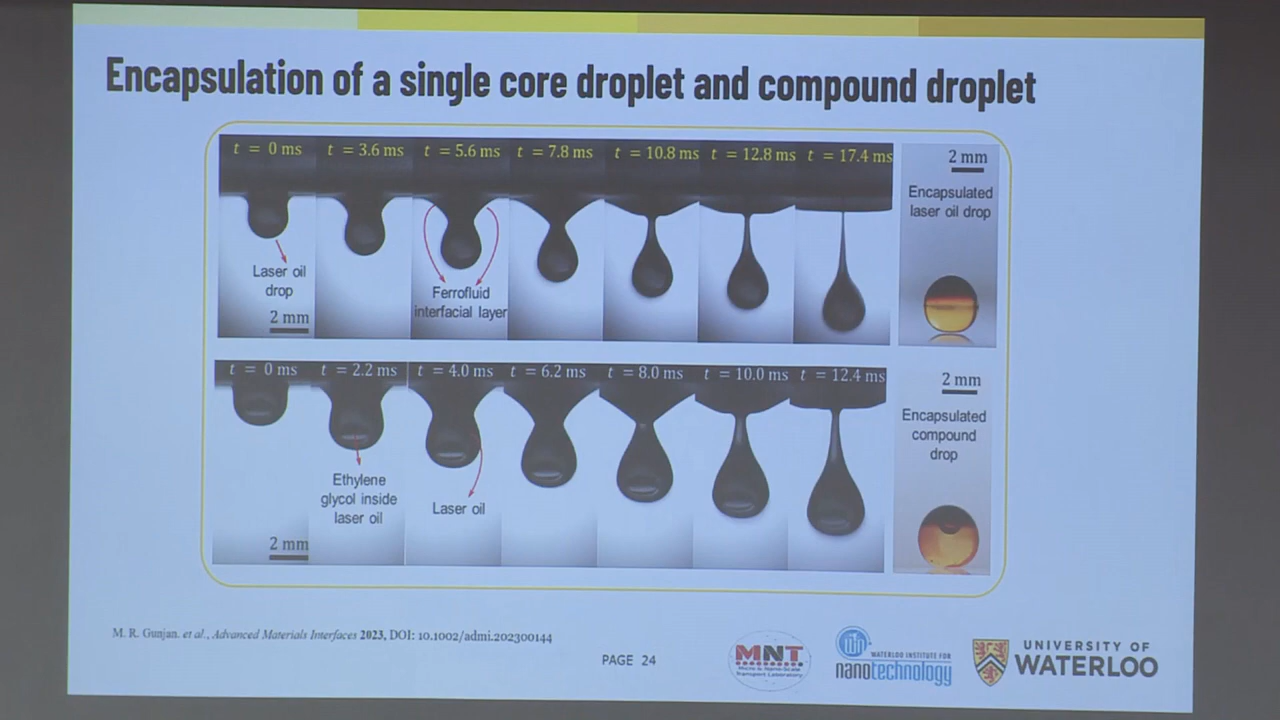 Encapsulation of a single core droplet and compound droplet
t = 0 ms
t = 3.6 ms
t = 5.6 ms
t = 7.8 ms
t = 10.8 ms
t = 12.8 ms
t = 17.4 ms
2 mm
Encapsulated
laser oil drop
Laser oil
drop
2 mm
Ferrofluid
interfacial layer
t = 0 ms
t = 2.2 ms
t = 4.0 ms
t = 6.2 ms
t = 8.0 ms
t = 10.0 ms
t = 12.4 ms
2 mm
Encapsulated
compound
drop
Ethylene
glycol inside
laser oil
Laser oil
2 mm
M. R. Gunjan. et al., Advanced Materials Interfaces 2023, DOI: 10.1002/admi.202300144
PAGE 24
MNT
Micro & Nano-Scale
Transport Laboratory
WATERLOO INSTITUTE FOR
nanotechnology
UNIVERSITY OF
WATERLOO